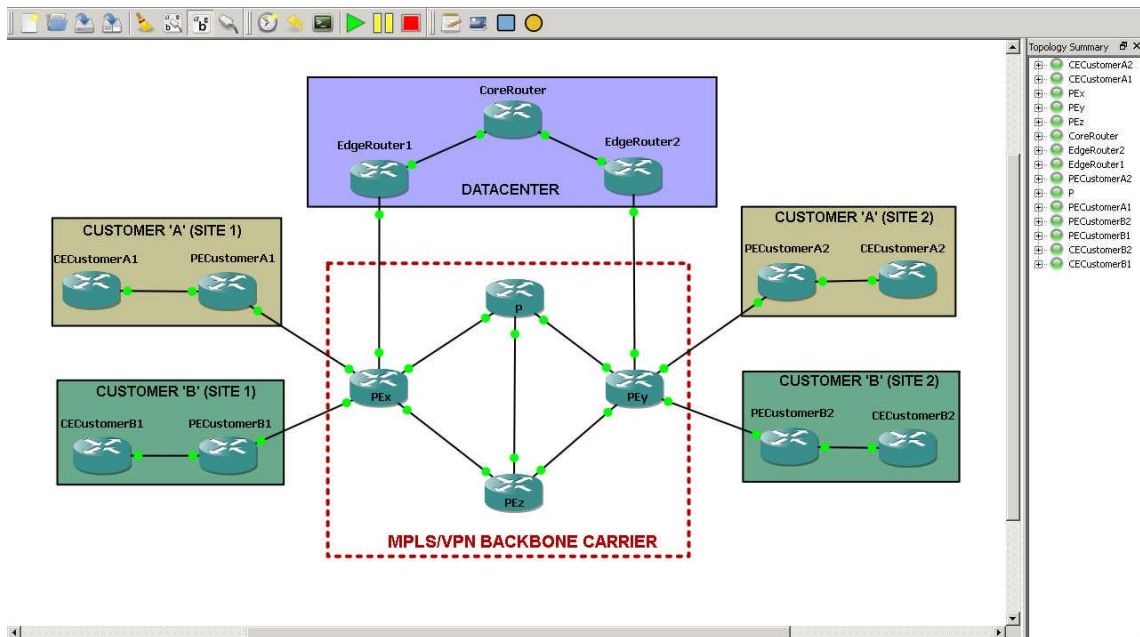 CoreRouter
EdgeRouter1
EdgeRouter2
DATACENTER
CUSTOMER 'A' (SITE 1)
CECustomerA1
PECustomerA1
CUSTOMER 'A' (SITE 2)
PECustomerA2
CECustomerA2
P
PEx
PEy
CUSTOMER 'B' (SITE 1)
CECustomerB1
PECustomerB1
CUSTOMER 'B' (SITE 2)
PECustomerB2
CECustomerB2
PEz
MPLS/VPN BACKBONE CARRIER
Topology Summary
CECustomerA2
CECustomerA1
PEx
PEy
PEz
CoreRouter
EdgeRouter2
EdgeRouter1
PECustomerA2
P
PECustomerA1
PECustomerB2
PECustomerB1
CECustomerB2
CECustomerB1